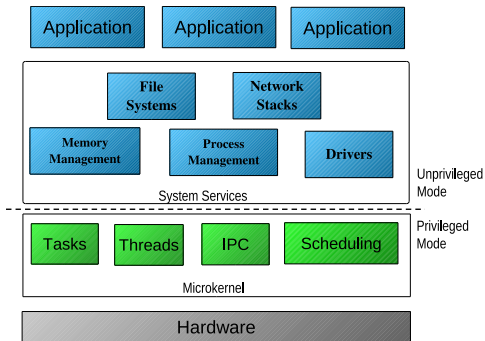 Application
Application
Application
File
Systems
Network
Stacks
Memory
Management
Process
Management
Drivers
System Services
Unprivileged
Mode
Privileged
Mode
Tasks
Threads
IPC
Scheduling
Microkernel
Hardware